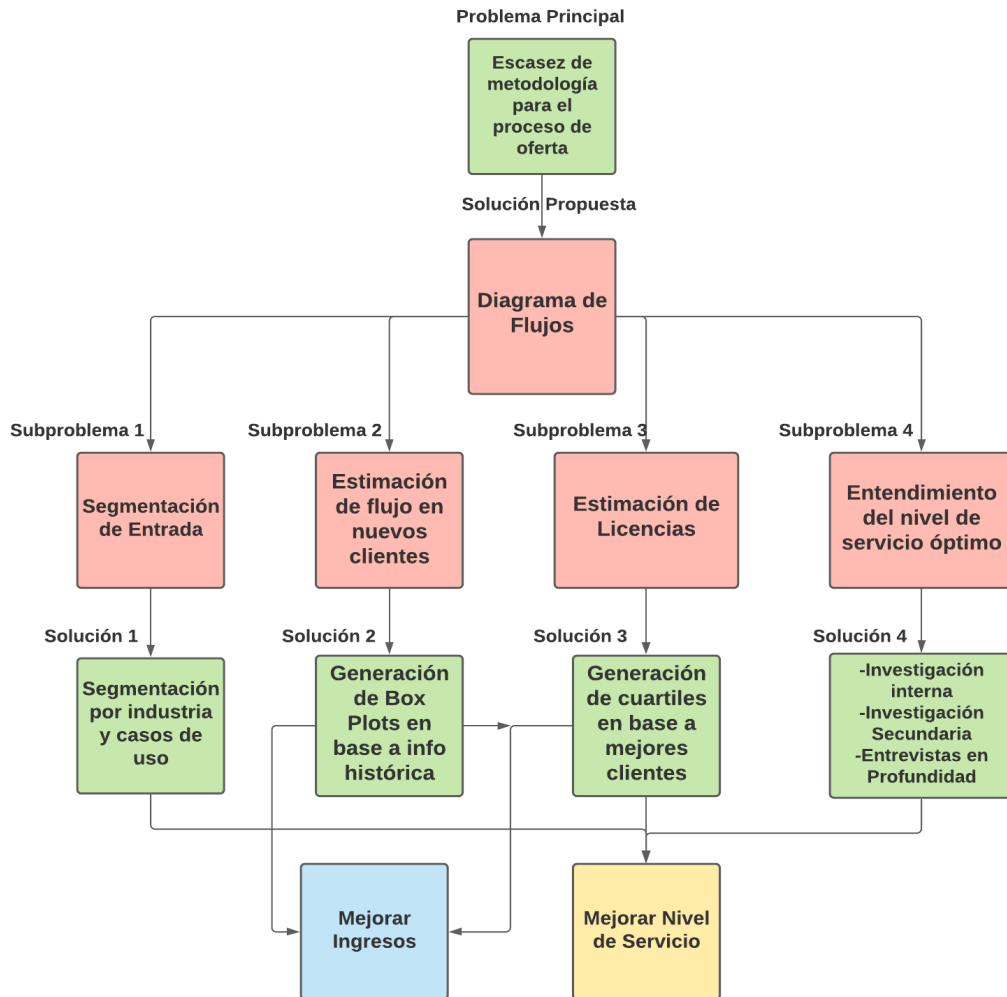 Problema Principal
Escasez de
metodología
para el
proceso de
oferta
Solución Propuesta
Diagrama de
Flujos
Subproblema 1
Subproblema 2
Subproblema 3
Subproblema 4
Segmentación
de Entrada
Estimación
de flujo en
nuevos
clientes
Estimación de
Licencias
Entendimiento
del nivel de
servicio óptimo
Solución 1
Solución 2
Solución 3
Solución 4
Segmentación
por industria
y casos de
uso
Generación
de Box
Plots en
base a info
histórica
Generación
de cuartiles
en base a
mejores
clientes
-Investigación
interna
-Investigación
Secundaria
-Entrevistas en
Profundidad
Mejorar
Ingresos
Mejorar Nivel
de Servicio